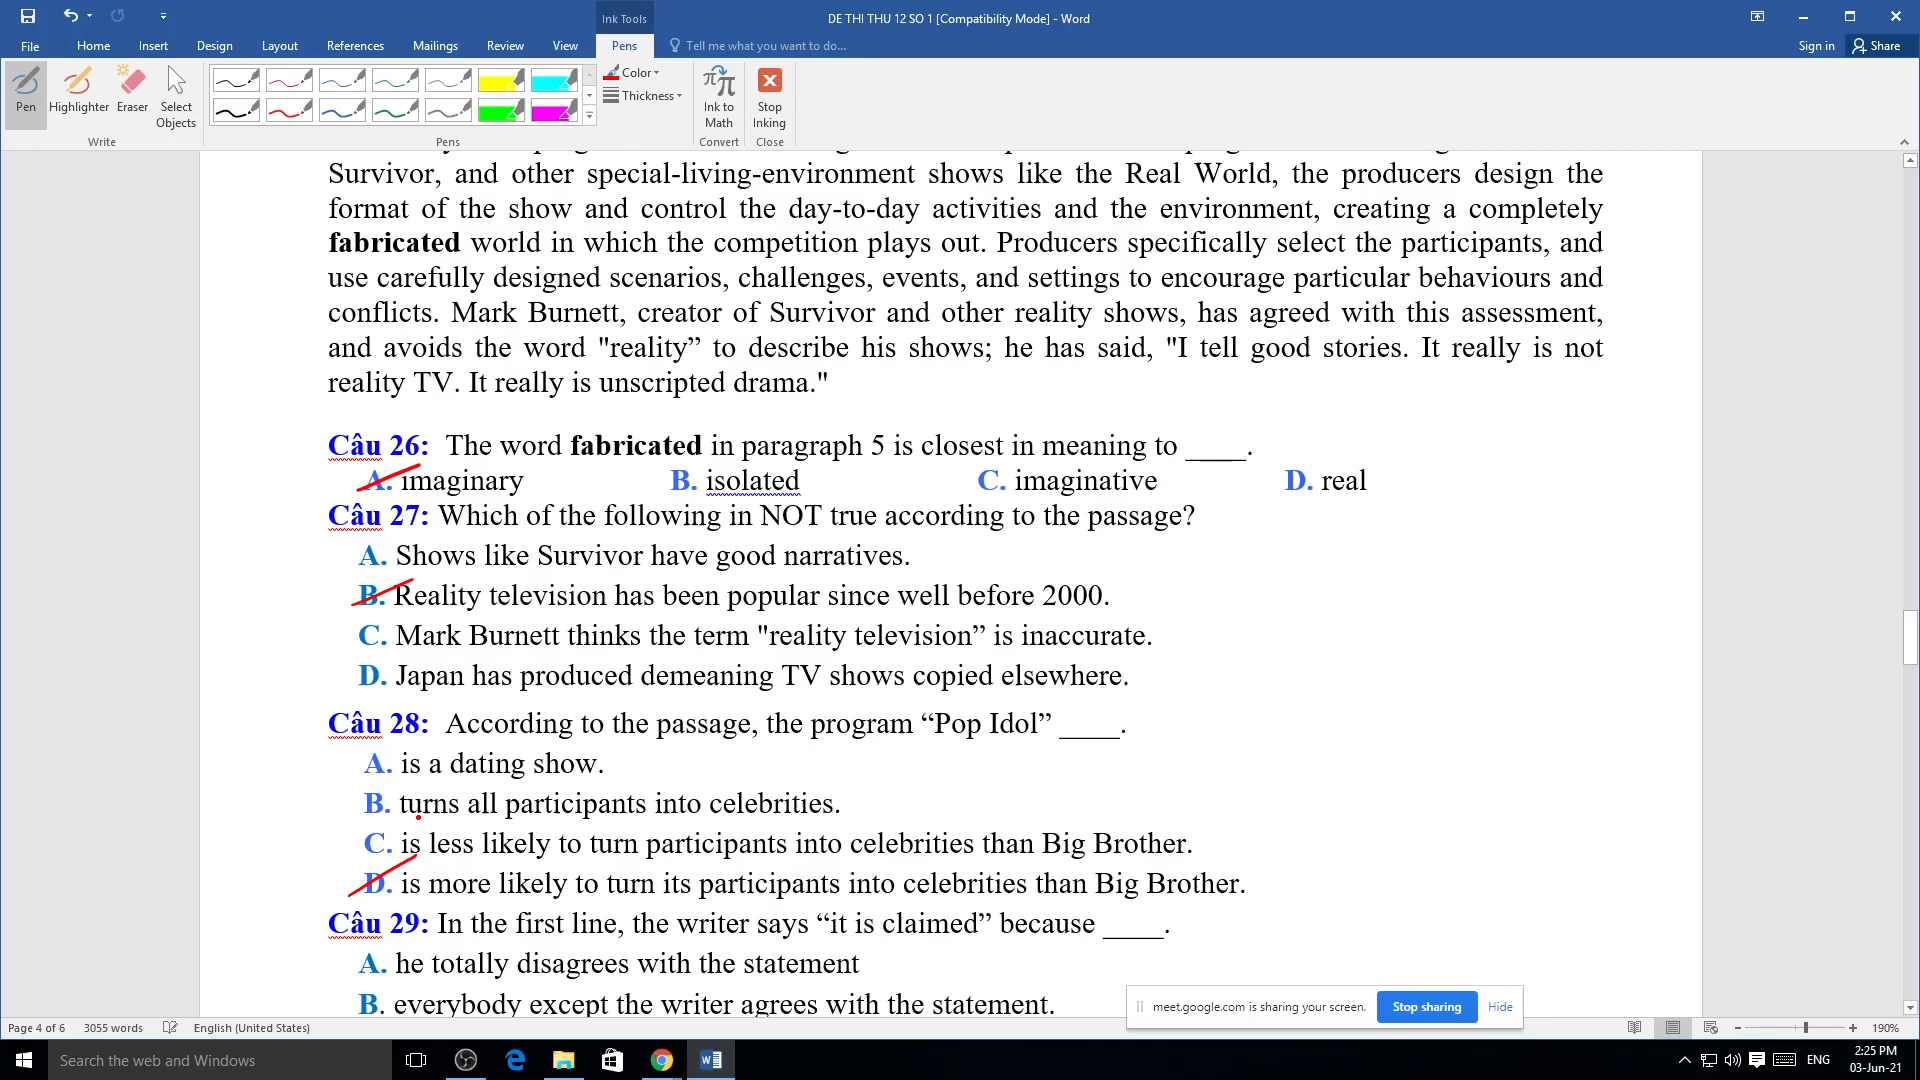 Ink Tools
DE THI THU 12 SO 1 [Compatibility Mode] - Word
File Home Insert Design Layout References Mailings Review View Pens Tell me what you want to do... Sign in Share
Pen Highlighter Eraser Select Objects
Color
Thickness
Ink to Math
Stop Inking
Write Pens Convert Close
Survivor, and other special-living-environment shows like the Real World, the producers design the
format of the show and control the day-to-day activities and the environment, creating a completely
fabricated world in which the competition plays out. Producers specifically select the participants, and
use carefully designed scenarios, challenges, events, and settings to encourage particular behaviours and
conflicts. Mark Burnett, creator of Survivor and other reality shows, has agreed with this assessment,
and avoids the word "reality” to describe his shows; he has said, "I tell good stories. It really is not
reality TV. It really is unscripted drama."
Câu 26: The word fabricated in paragraph 5 is closest in meaning to ____.
A. imaginary B. isolated C. imaginative D. real
Câu 27: Which of the following in NOT true according to the passage?
A. Shows like Survivor have good narratives.
B. Reality television has been popular since well before 2000.
C. Mark Burnett thinks the term "reality television” is inaccurate.
D. Japan has produced demeaning TV shows copied elsewhere.
Câu 28: According to the passage, the program “Pop Idol” ____.
A. is a dating show.
B. turns all participants into celebrities.
C. is less likely to turn participants into celebrities than Big Brother.
D. is more likely to turn its participants into celebrities than Big Brother.
Câu 29: In the first line, the writer says “it is claimed” because ____.
A. he totally disagrees with the statement
B. everybody except the writer agrees with the statement.
meet.google.com is sharing your screen. Stop sharing Hide
Page 4 of 6 3055 words English (United States) 190%
Search the web and Windows
ENG
2:25 PM
03-Jun-21